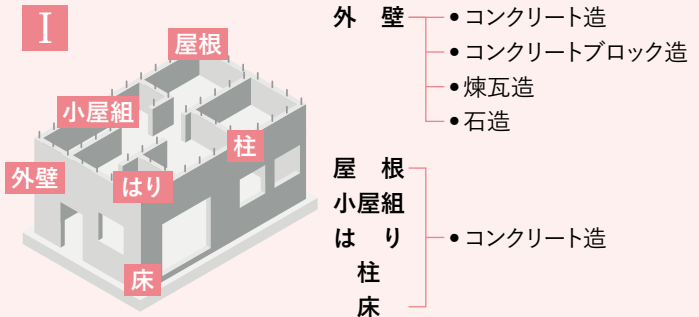 I
屋根
小屋組
柱
外壁
はり
床
外 壁
•コンクリート造
•コンクリートブロック造
•煉瓦造
•石造
屋 根
小屋組
は り
柱
床
•コンクリート造